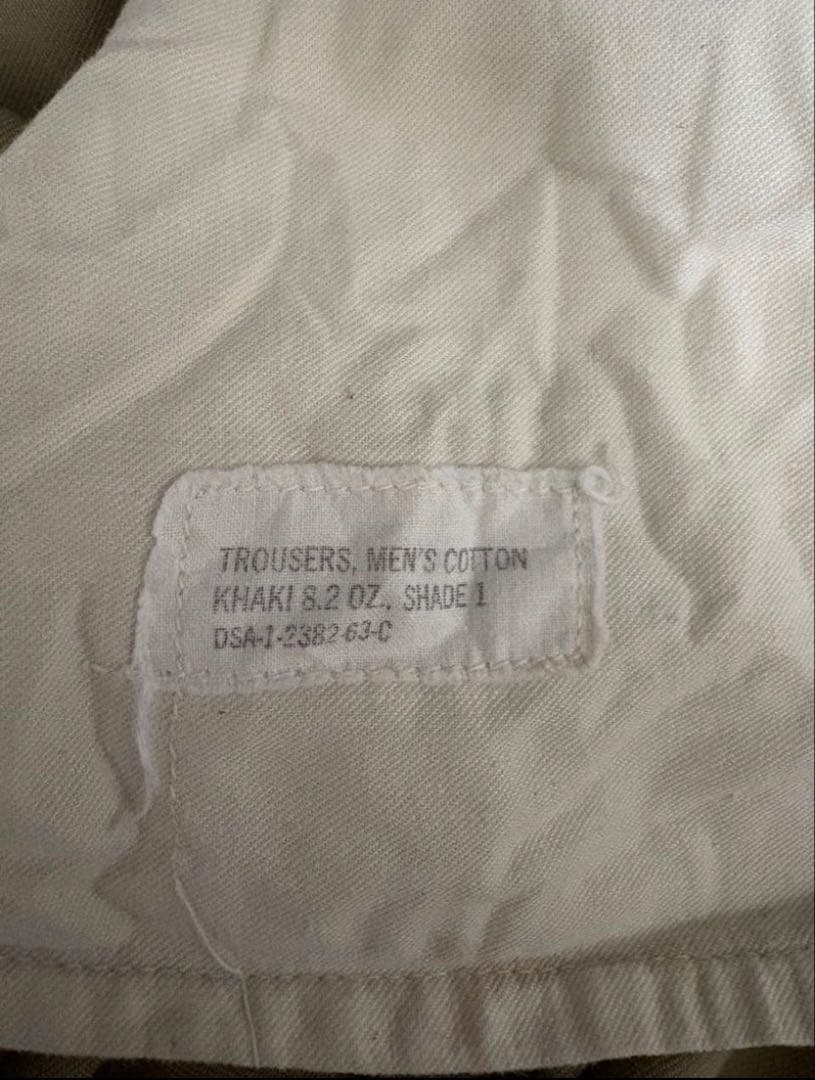 TROUSERS, MEN'S COTTON
KHAKI 8.2 OZ., SHADE 1
DSA-1-2382-63-C